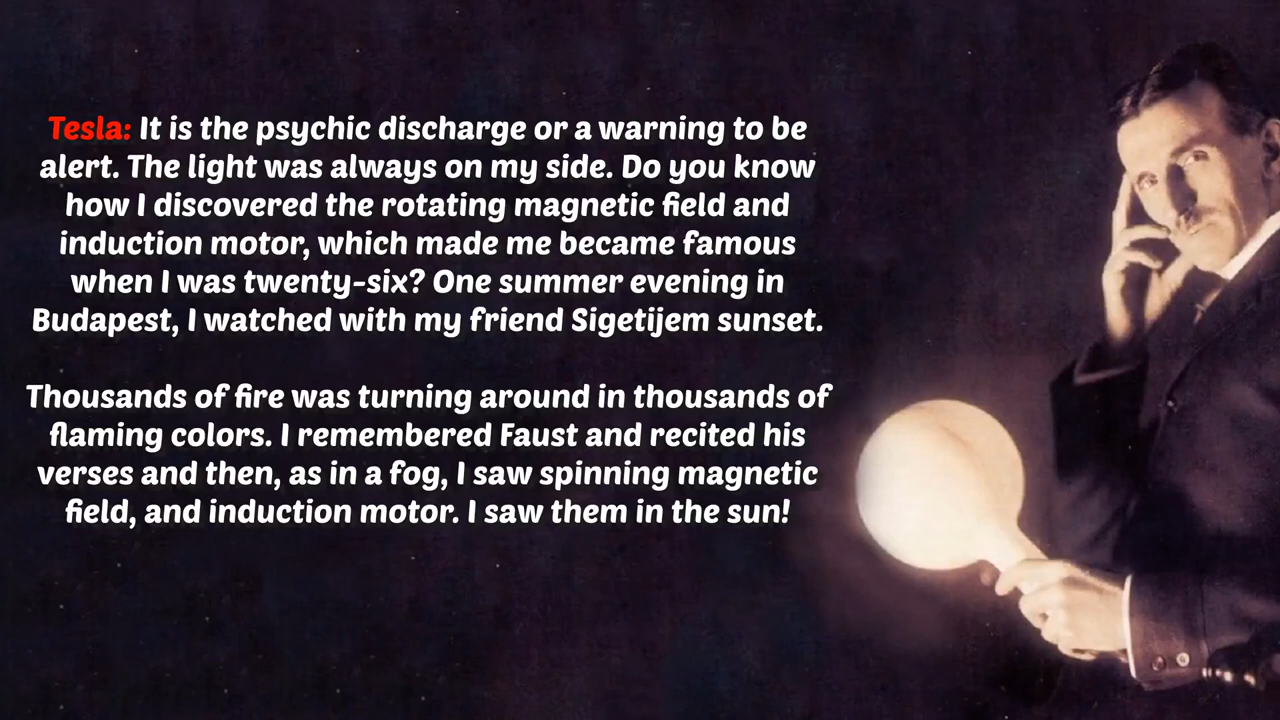 Tesla: It is the psychic discharge or a warning to be
alert. The light was always on my side. Do you know
how I discovered the rotating magnetic field and
induction motor, which made me became famous
when I was twenty-six? One summer evening in
Budapest, I watched with my friend Sigetijem sunset.
Thousands of fire was turning around in thousands of
flaming colors. I remembered Faust and recited his
verses and then, as in a fog, I saw spinning magnetic
field, and induction motor. I saw them in the sun!